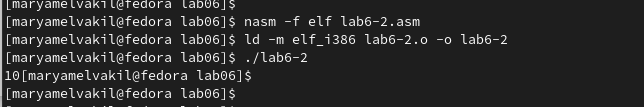 [maryamelvakil@fedora lab06]$
[maryamelvakil@fedora lab06]$ nasm -f elf lab6-2.asm
[maryamelvakil@fedora lab06]$ ld -m elf_i386 lab6-2.o -o lab6-2
[maryamelvakil@fedora lab06]$ ./lab6-2
10[maryamelvakil@fedora lab06]$
[maryamelvakil@fedora lab06]$